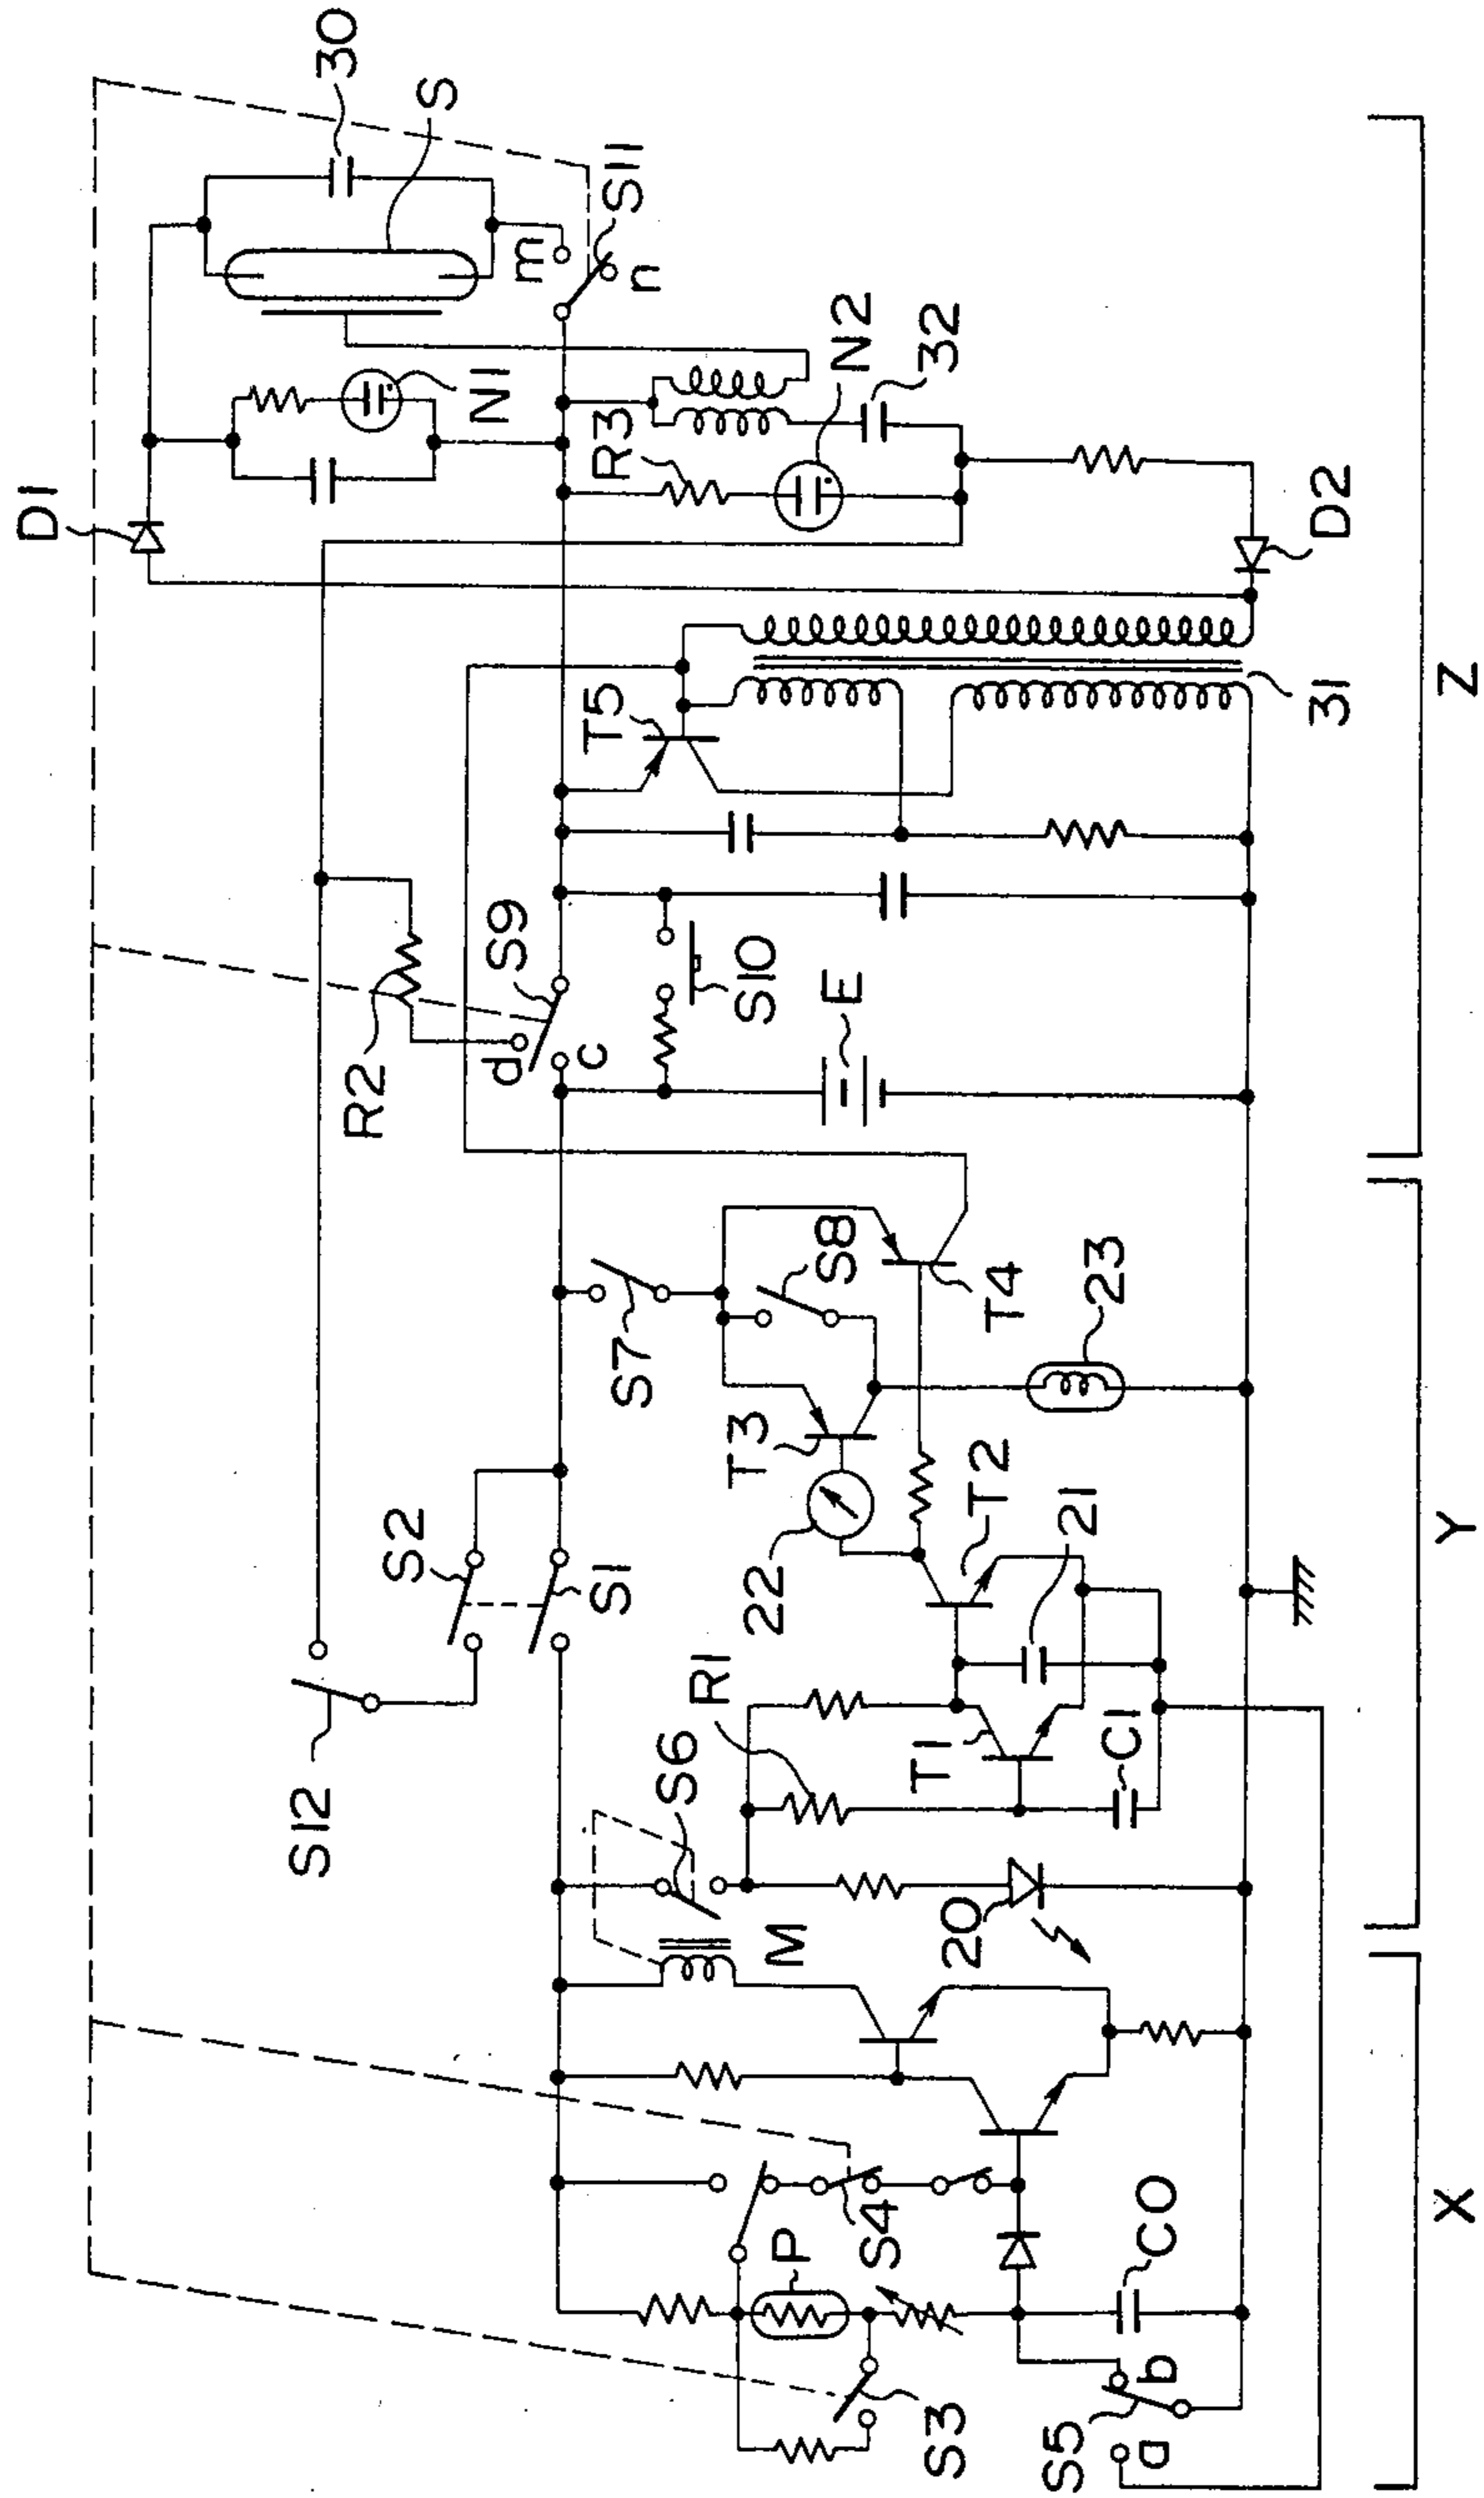 D1
30
S
N1
S11
m
n
R3
N2
32
D2
T5
31
S9
R2
d
c
S10
E
Z
S7
S8
T4
23
T3
22
T2
21
S2
S1
S12
R1
S6
T1
C1
20
M
Y
P
S4
C0
S3
S5
a
b
X